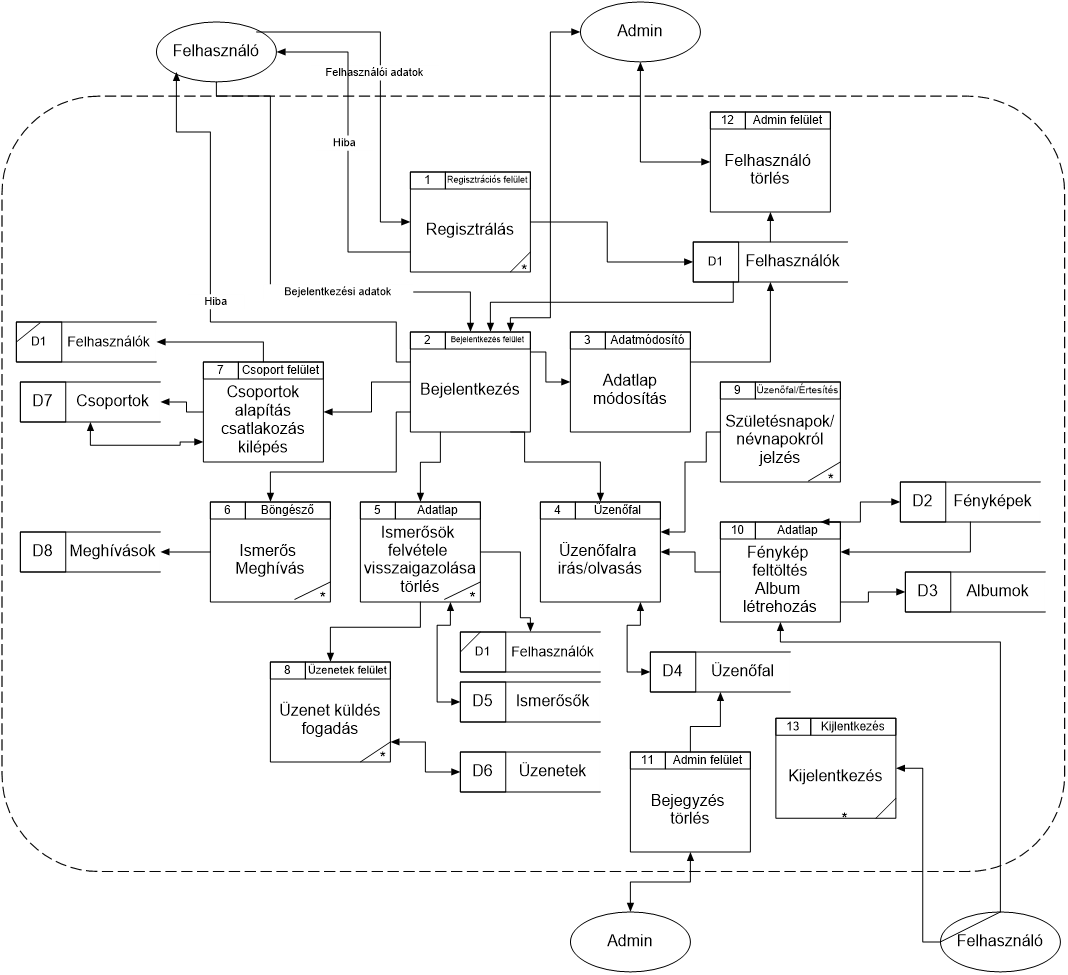 Felhasználó
Admin
Felhasználói adatok
12 Admin felület
Felhasználó
törlés
Hiba
1 Regisztrációs felület
Regisztrálás
*
D1 Felhasználók
Bejelentkezési adatok
Hiba
D1 Felhasználók
2 Bejelentkezés felület
Bejelentkezés
3 Adatmódosító
Adatlap
módosítás
7 Csoport felület
Csoportok
alapítás
csatlakozás
kilépés
D7 Csoportok
9 Üzenőfal/Értesítés
Születésnapok/
névnapokról
jelzés
*
6 Böngésző
Ismerős
Meghívás
*
5 Adatlap
Ismerősök
felvétele
visszaigazolása
törlés
*
4 Üzenőfal
Üzenőfalra
irás/olvasás
D2 Fényképek
10 Adatlap
Fénykép
feltöltés
Album
létrehozás
D8 Meghívások
D3 Albumok
D1 Felhasználók
8 Üzenetek felület
Üzenet küldés
fogadás
*
D4 Üzenőfal
D5 Ismerősök
13 Kijlentkezés
Kijelentkezés
*
D6 Üzenetek
11 Admin felület
Bejegyzés
törlés
Admin
Felhasználó